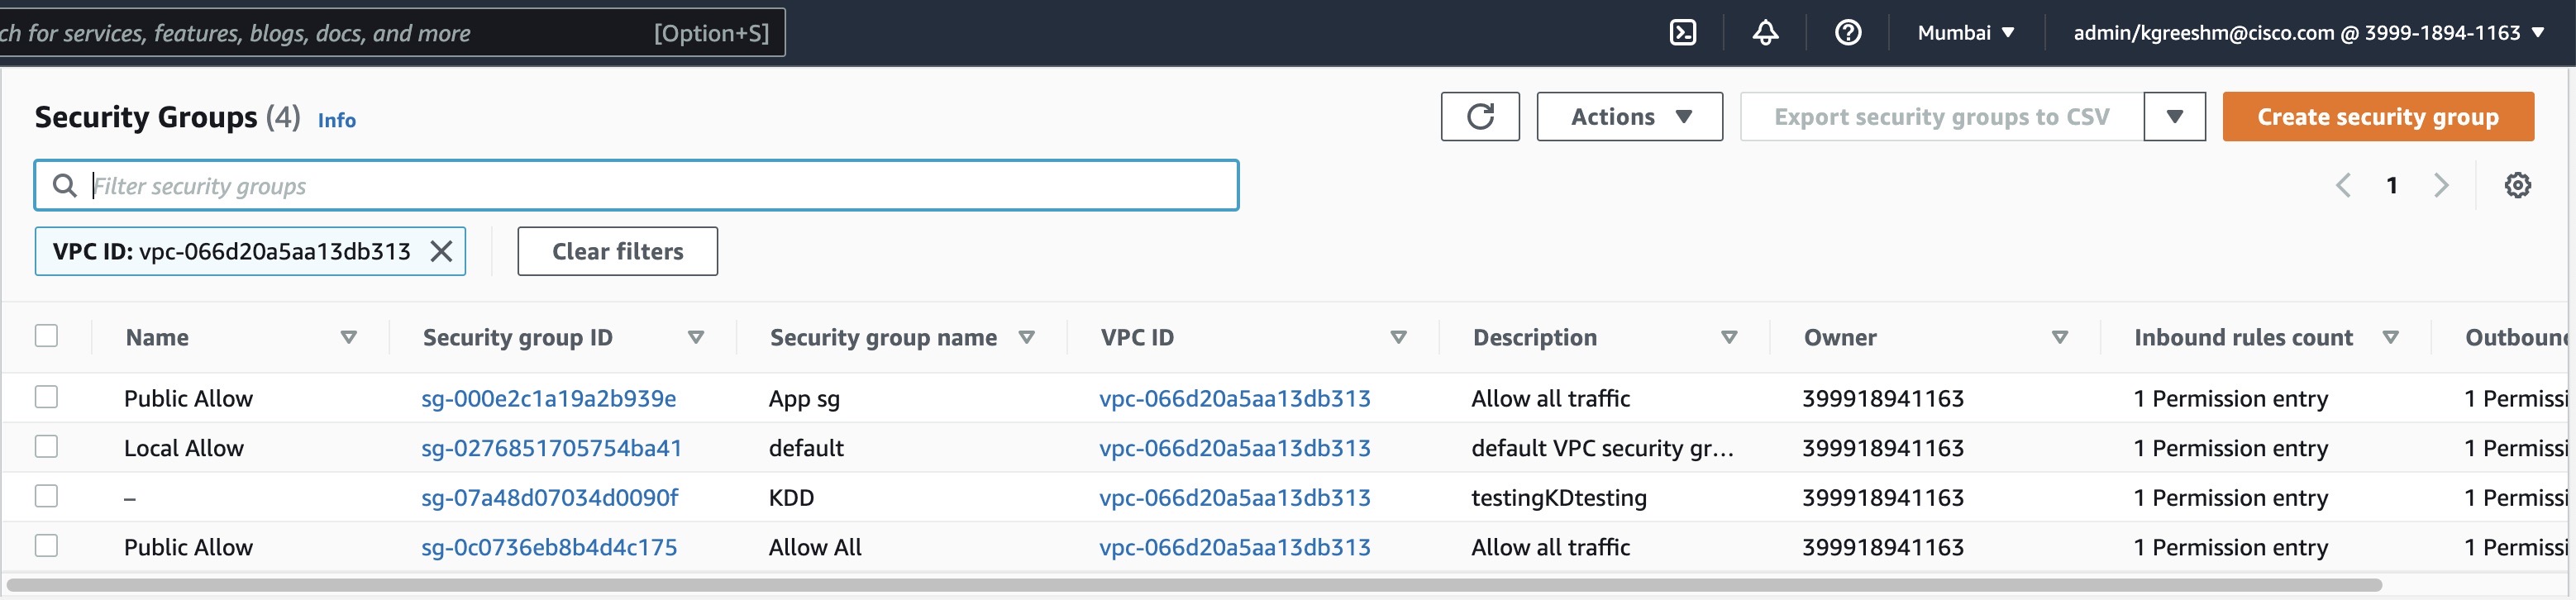 ch for services, features, blogs, docs, and more [Option+S] Mumbai ▼ admin/kgreeshm@cisco.com @ 3999-1894-1163 ▼
Security Groups (4) Info Actions ▼ Export security groups to CSV ▼ Create security group
Filter security groups 1
VPC ID: vpc-066d20a5aa13db313 Clear filters
Name Security group ID Security group name VPC ID Description Owner Inbound rules count Outboun
Public Allow sg-000e2c1a19a2b939e App sg vpc-066d20a5aa13db313 Allow all traffic 399918941163 1 Permission entry 1 Permissi
Local Allow sg-0276851705754ba41 default vpc-066d20a5aa13db313 default VPC security gr... 399918941163 1 Permission entry 1 Permissi
– sg-07a48d07034d0090f KDD vpc-066d20a5aa13db313 testingKDtesting 399918941163 1 Permission entry 1 Permissi
Public Allow sg-0c0736eb8b4d4c175 Allow All vpc-066d20a5aa13db313 Allow all traffic 399918941163 1 Permission entry 1 Permissi